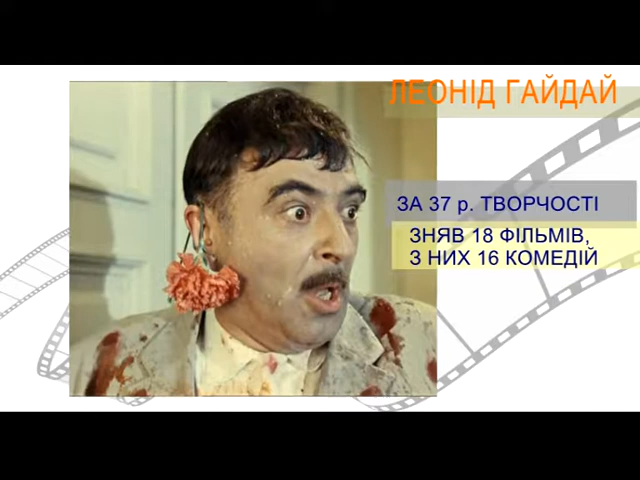 ЛЕОНІД ГАЙДАЙ
ЗА 37 р. ТВОРЧОСТІ
ЗНЯВ 18 ФІЛЬМІВ,
З НИХ 16 КОМЕДІЙ